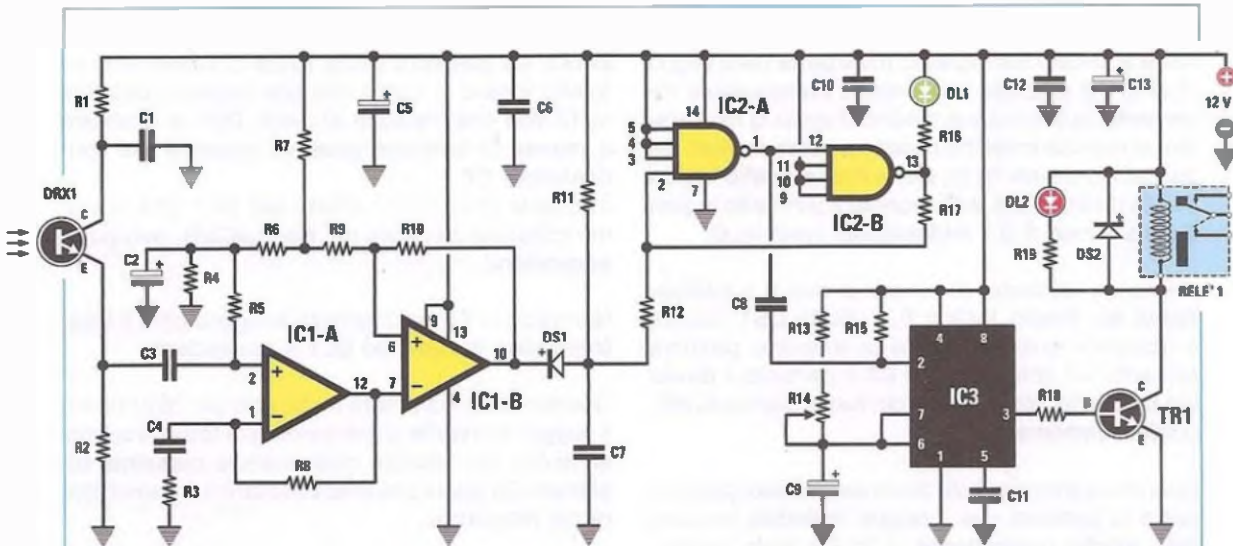 R1
C1
DRX1
C
E
C2
+
R4
R2
C3
C4
R3
R5
R6
R7
R9
R10
C5
+
C6
IC1-A
2
+
1
−
12
R8
IC1-B
6
+
7
−
9
13
10
4
DS1
R11
C7
R12
IC2-A
14
5
4
3
2
7
IC2-B
12
11
10
9
13
C10
DL1
R16
R17
C8
C12
C13
+
+
12 V
−
DL2
R19
DS2
RELE' 1
R13
R14
R15
C9
+
IC3
4
8
2
7
6
3
1
5
C11
R18
B
C
E
TR1